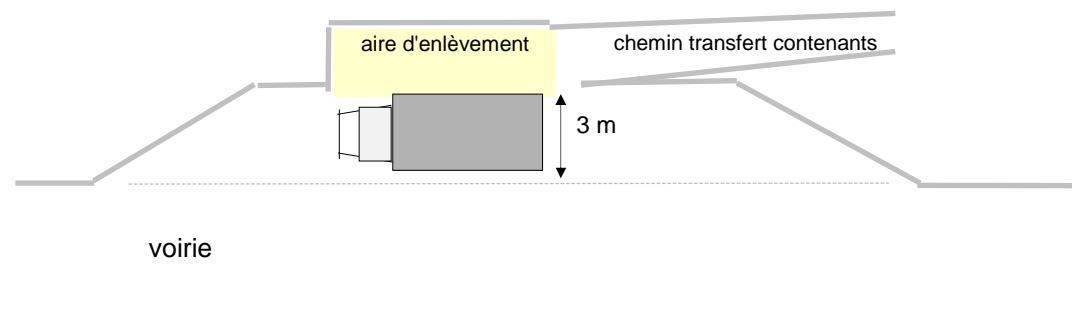 aire d'enlèvement
chemin transfert contenants
3 m
voirie